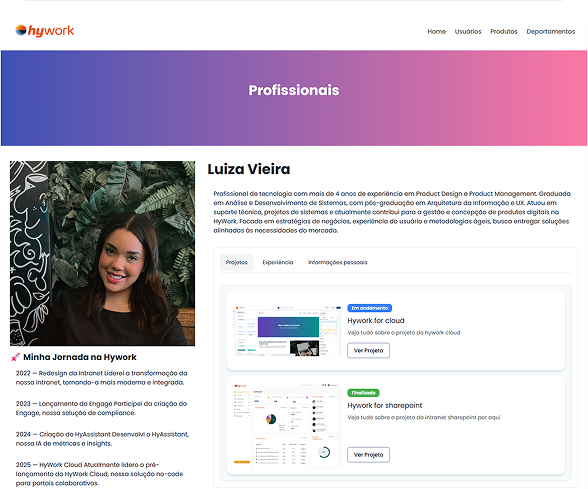 hywork
Home Usuários Produtos Departamentos
Profissionais
Luiza Vieira
Profissional de tecnologia com mais de 4 anos de experiência em Product Design e Product Management. Graduada
em Análise e Desenvolvimento de Sistemas, com pós-graduação em Arquitetura da Informação e UX. Atuou em
suporte técnico, projetos de sistemas e atualmente contribui para a gestão e concepção de produtos digitais na
HyWork. Focada em estratégias de negócios, experiência do usuário e metodologias ágeis, busca entregar soluções
alinhadas às necessidades do mercado.
Projetos Experiência Informações pessoais
Em andamento
Hywork for cloud
Veja tudo sobre o projeto do hywork cloud
Ver Projeto
Finalizado
Hywork for sharepoint
Veja tudo sobre o projeto da intranet sharepoint por aqui
Ver Projeto
🚀 Minha Jornada na Hywork
2022 — Redesign da Intranet Liderei a transformação da
nossa intranet, tornando-a mais moderna e integrada.
2023 — Lançamento do Engage Participei da criação do
Engage, nossa solução de compliance.
2024 — Criação do HyAssistant Desenvolvi o HyAssistant,
nossa IA de métricas e insights.
2025 — HyWork Cloud Atualmente lidero o pré-
lançamento do HyWork Cloud, nossa solução no-code
para portais colaborativos.